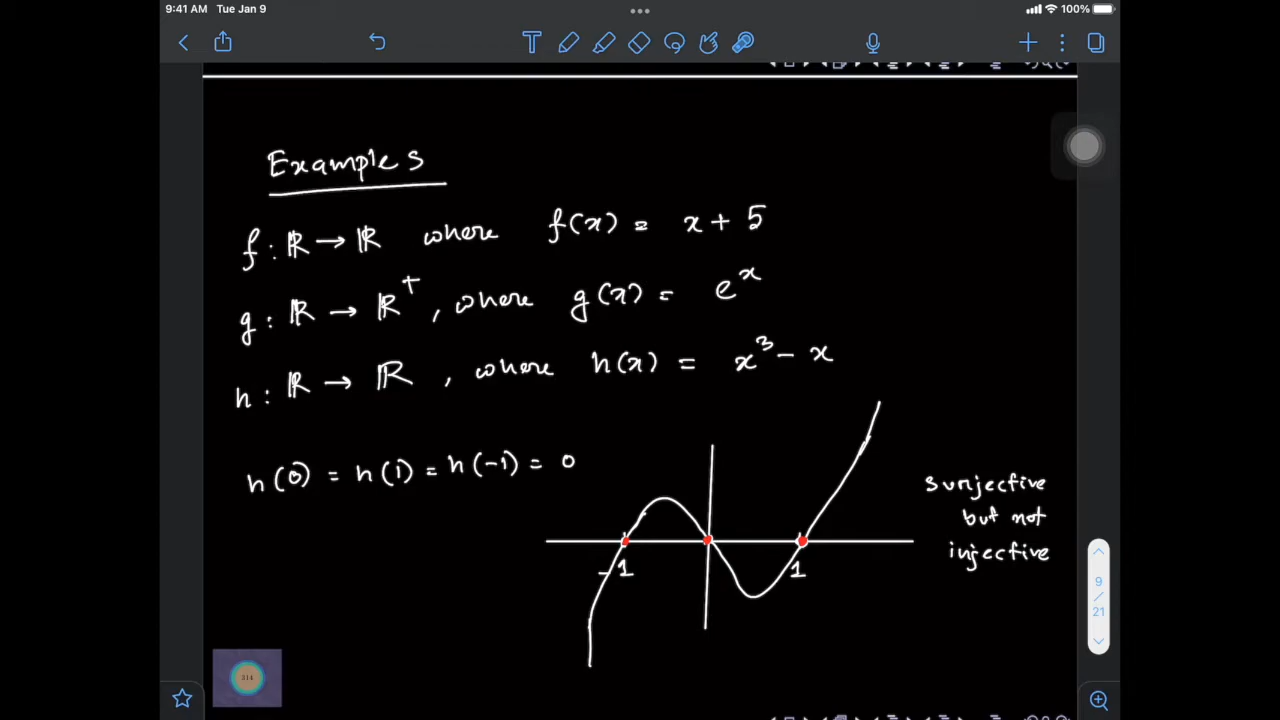 9:41 AM Tue Jan 9
100%
Examples
f : ℝ → ℝ where f(x) = x + 5
g : ℝ → ℝ⁺, where g(x) = eˣ
h : ℝ → ℝ, where h(x) = x³ - x
h(0) = h(1) = h(-1) = 0
surjective
but not
injective
-1
1
9
/
21
314